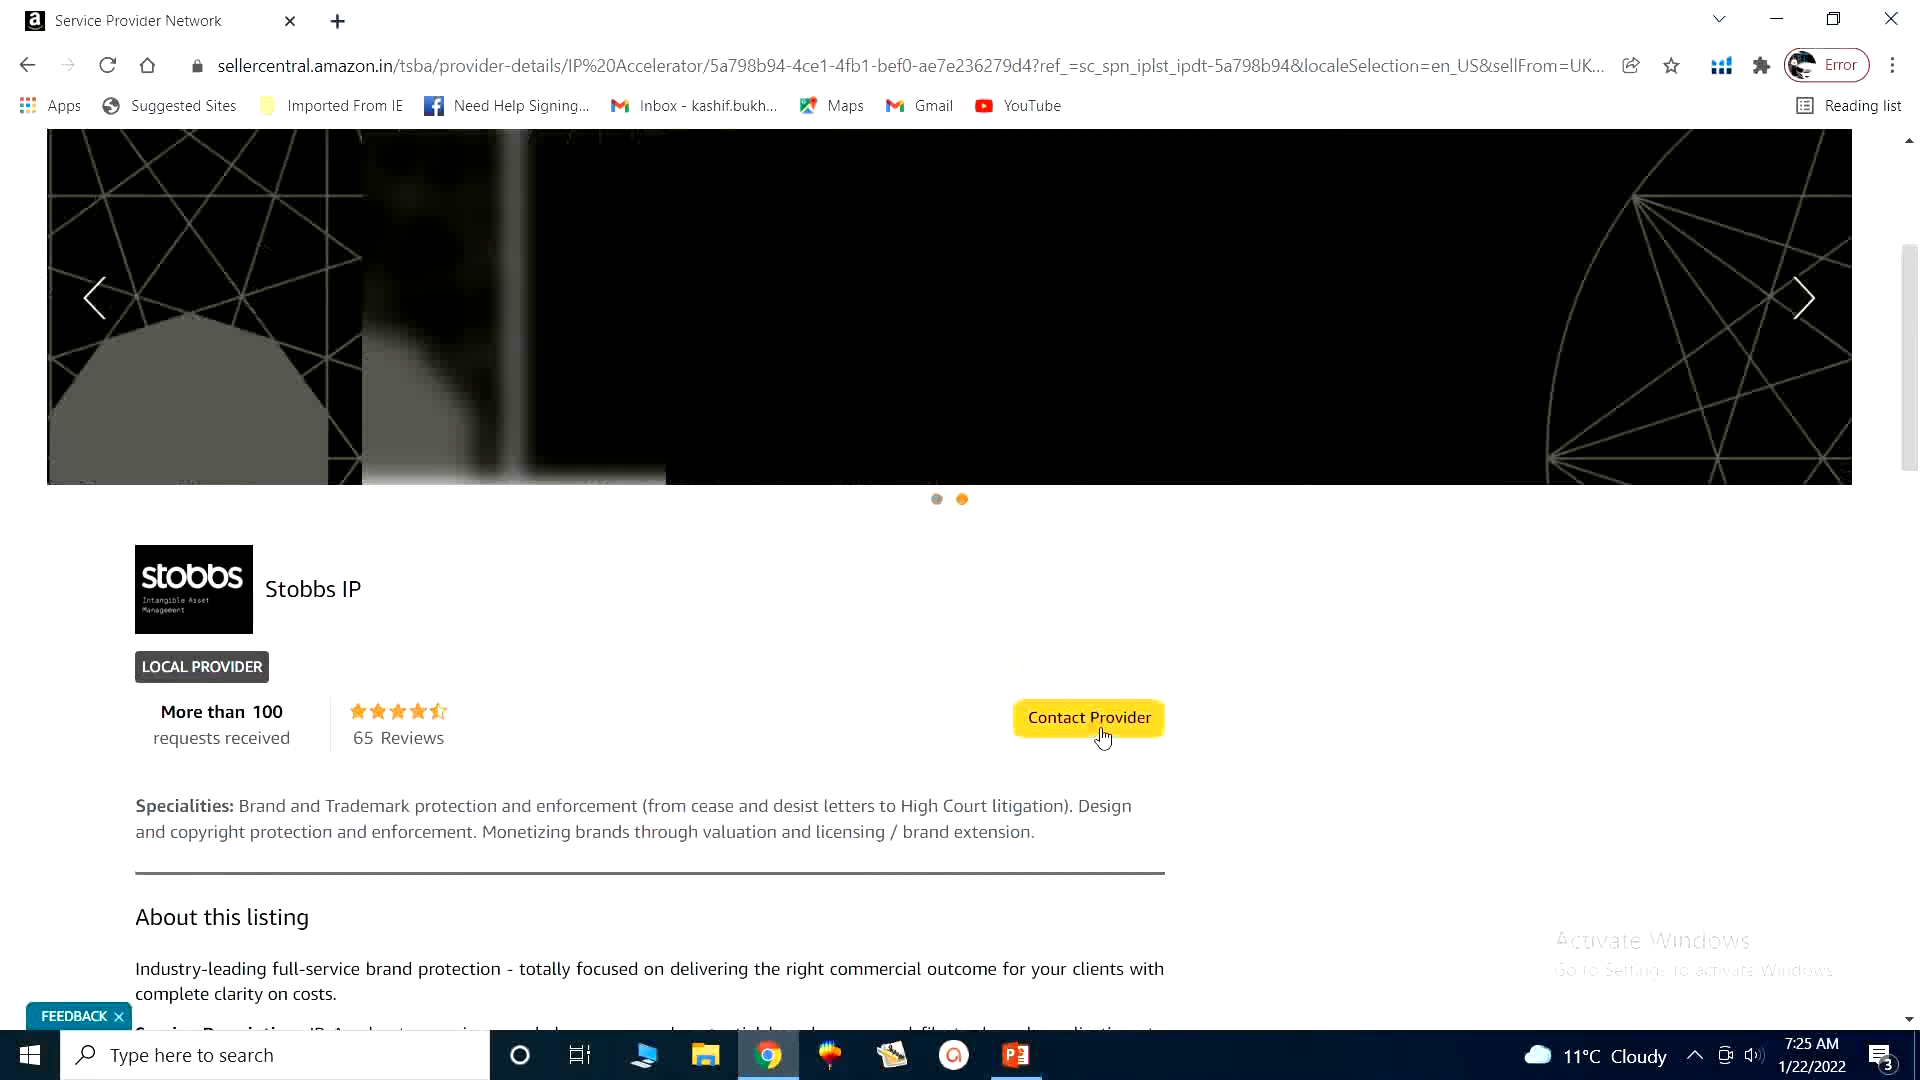 Service Provider Network
sellercentral.amazon.in/tsba/provider-details/IP%20Accelerator/5a798b94-4ce1-4fb1-bef0-ae7e236279d4?ref_=sc_spn_iplst_ipdt-5a798b94&localeSelection=en_US&sellFrom=UK...
Error
Apps
Suggested Sites
Imported From IE
Need Help Signing...
Inbox - kashif.bukh...
Maps
Gmail
YouTube
Reading list
stobbs
Intangible Asset
Management
Stobbs IP
LOCAL PROVIDER
More than 100
requests received
65 Reviews
Contact Provider
Specialities: Brand and Trademark protection and enforcement (from cease and desist letters to High Court litigation). Design
and copyright protection and enforcement. Monetizing brands through valuation and licensing / brand extension.
About this listing
Industry-leading full-service brand protection - totally focused on delivering the right commercial outcome for your clients with
complete clarity on costs.
Activate Windows
Go to Settings to activate Windows.
FEEDBACK
Type here to search
11°C Cloudy
7:25 AM
1/22/2022
3